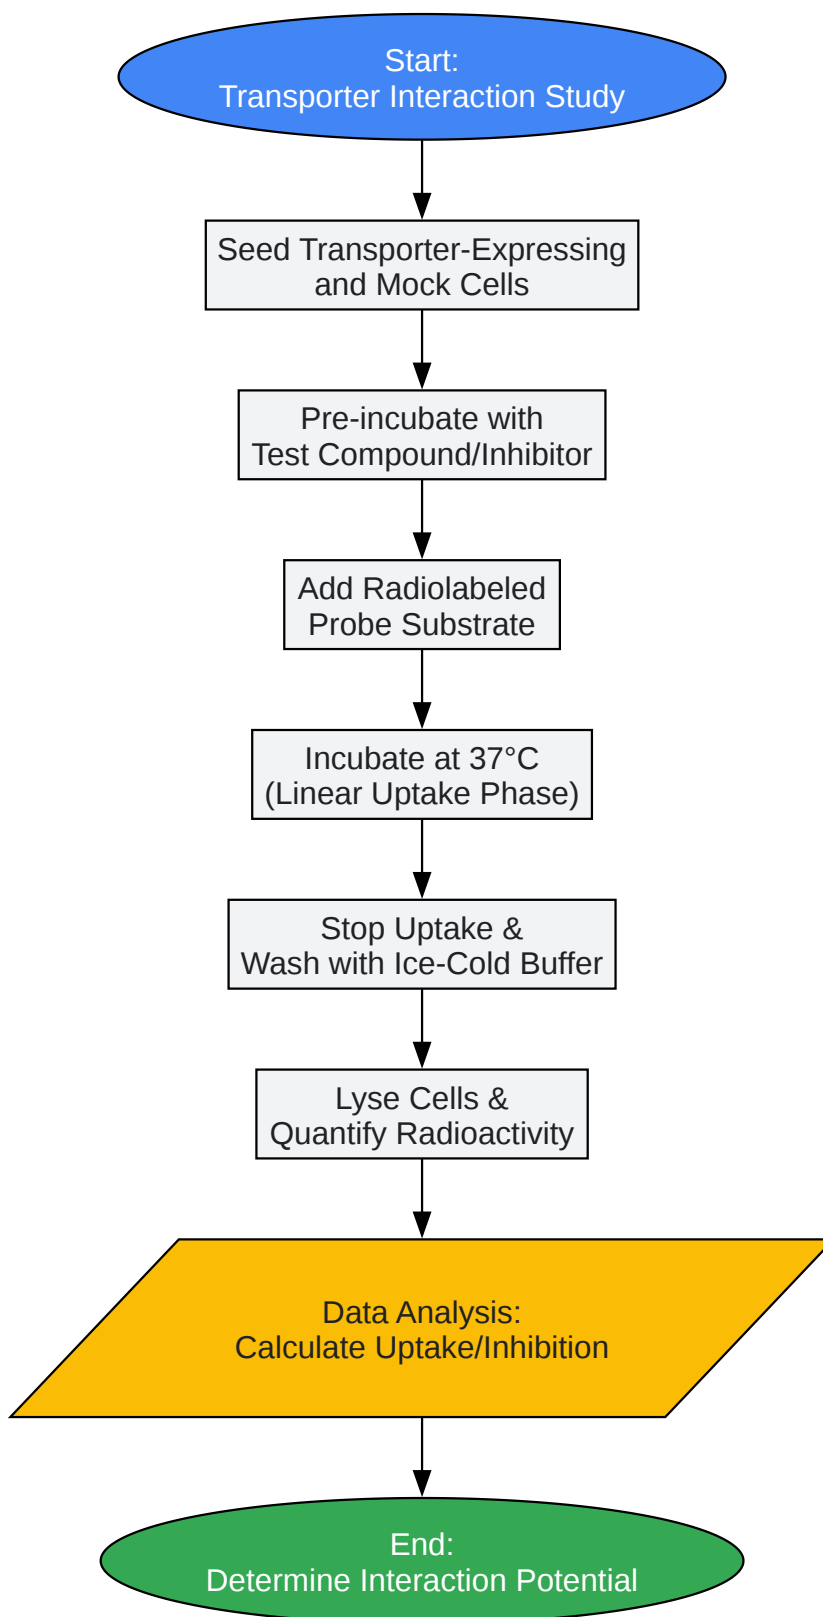 Start:
Transporter Interaction Study
Seed Transporter-Expressing
and Mock Cells
Pre-incubate with
Test Compound/Inhibitor
Add Radiolabeled
Probe Substrate
Incubate at 37°C
(Linear Uptake Phase)
Stop Uptake &
Wash with Ice-Cold Buffer
Lyse Cells &
Quantify Radioactivity
Data Analysis:
Calculate Uptake/Inhibition
End:
Determine Interaction Potential